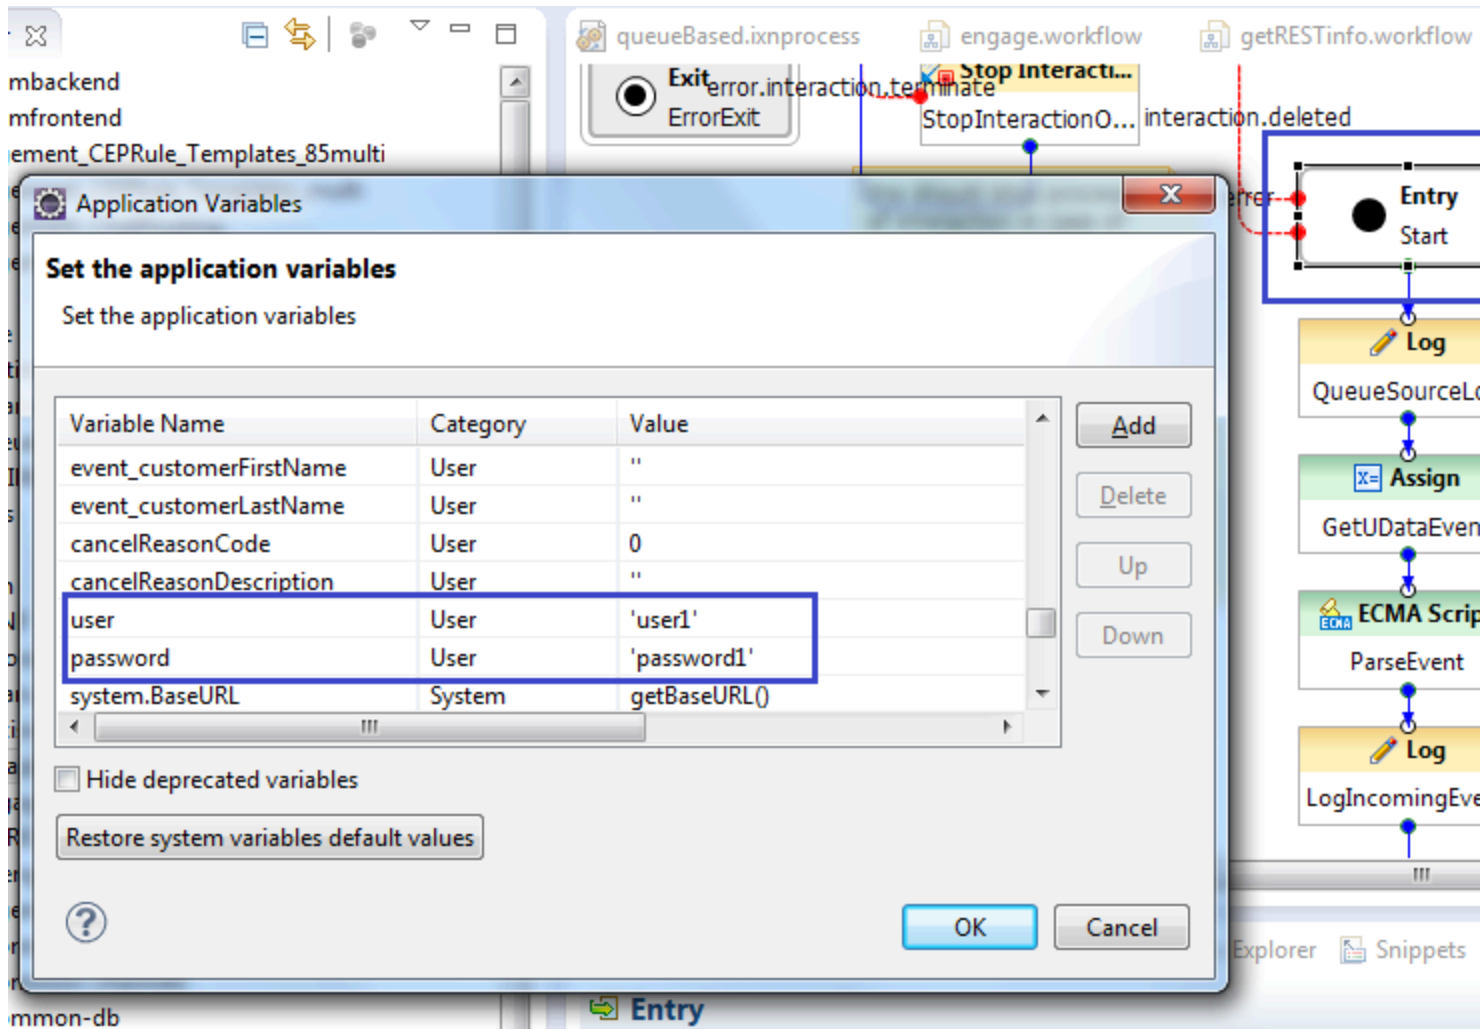 queueBased.ixnprocess
engage.workflow
getRESTinfo.workflow
mbackend
mfrontend
ement_CEPRule_Templates_85multi
Exit
ErrorExit
error.interaction.terminate
Stop Interacti...
StopInteractionO...
interaction.deleted
Application Variables
X
Set the application variables
Set the application variables
Variable Name Category Value
event_customerFirstName User ''
event_customerLastName User ''
cancelReasonCode User 0
cancelReasonDescription User ''
user User 'user1'
password User 'password1'
system.BaseURL System getBaseURL()
Add
Delete
Up
Down
Hide deprecated variables
Restore system variables default values
?
OK
Cancel
Entry
Start
Log
QueueSourceLo
x= Assign
GetUDataEven
ECMA ECMA Scrip
ParseEvent
Log
LogIncomingEve
Explorer
Snippets
mmon-db
Entry